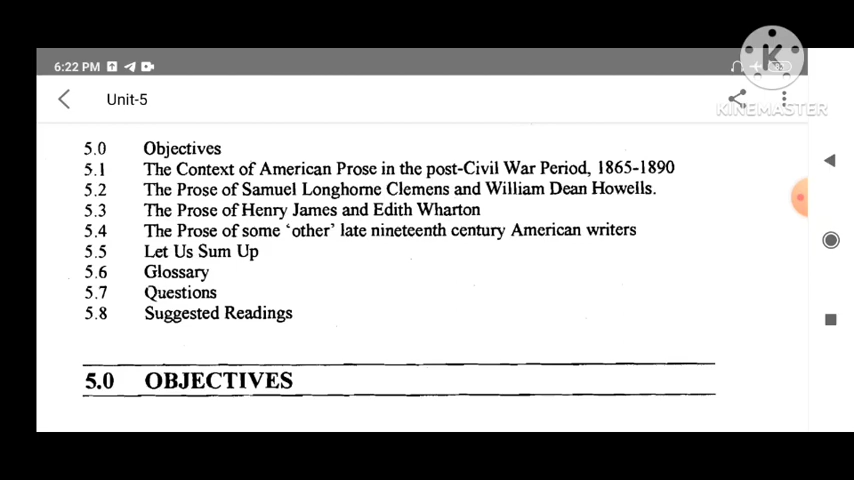 6:22 PM
K
KINEMASTER
Unit-5
5.0 Objectives
5.1 The Context of American Prose in the post-Civil War Period, 1865-1890
5.2 The Prose of Samuel Longhorne Clemens and William Dean Howells.
5.3 The Prose of Henry James and Edith Wharton
5.4 The Prose of some ‘other’ late nineteenth century American writers
5.5 Let Us Sum Up
5.6 Glossary
5.7 Questions
5.8 Suggested Readings
5.0 OBJECTIVES